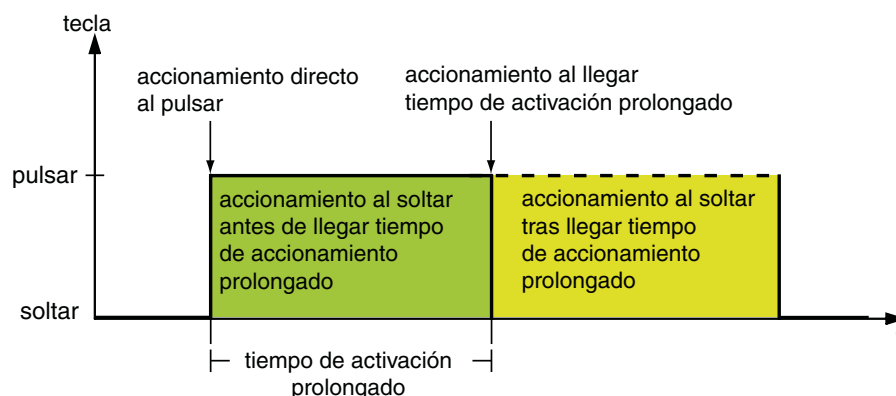 tecla
accionamiento directo
al pulsar
accionamiento al llegar
tiempo de activación prolongado
pulsar
accionamiento al soltar
antes de llegar tiempo
de accionamiento
prolongado
accionamiento al soltar
tras llegar tiempo
de accionamiento
prolongado
soltar
tiempo de activación
prolongado